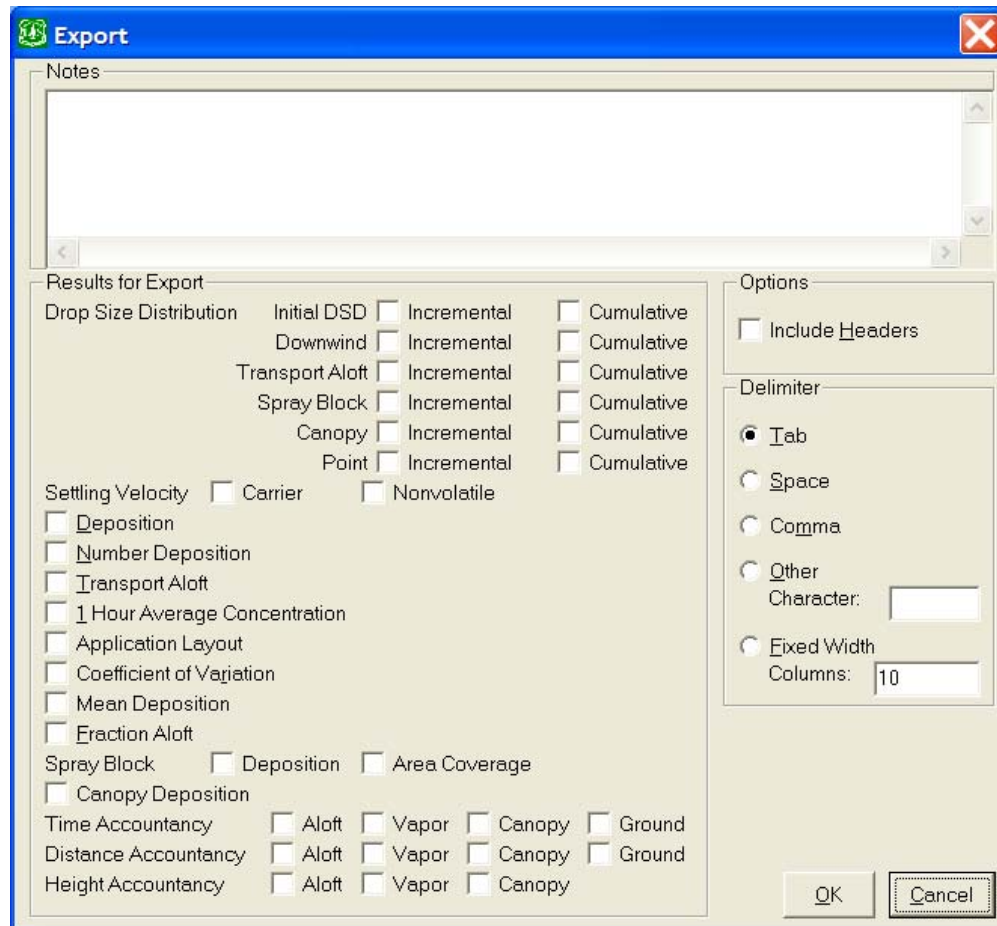 Export
Notes
Results for Export
Drop Size Distribution Initial DSD Incremental Cumulative
Downwind Incremental Cumulative
Transport Aloft Incremental Cumulative
Spray Block Incremental Cumulative
Canopy Incremental Cumulative
Point Incremental Cumulative
Settling Velocity Carrier Nonvolatile
Deposition
Number Deposition
Transport Aloft
1 Hour Average Concentration
Application Layout
Coefficient of Variation
Mean Deposition
Fraction Aloft
Spray Block Deposition Area Coverage
Canopy Deposition
Time Accountancy Aloft Vapor Canopy Ground
Distance Accountancy Aloft Vapor Canopy Ground
Height Accountancy Aloft Vapor Canopy
Options
Include Headers
Delimiter
Tab
Space
Comma
Other
Character:
Fixed Width
Columns: 10
OK Cancel